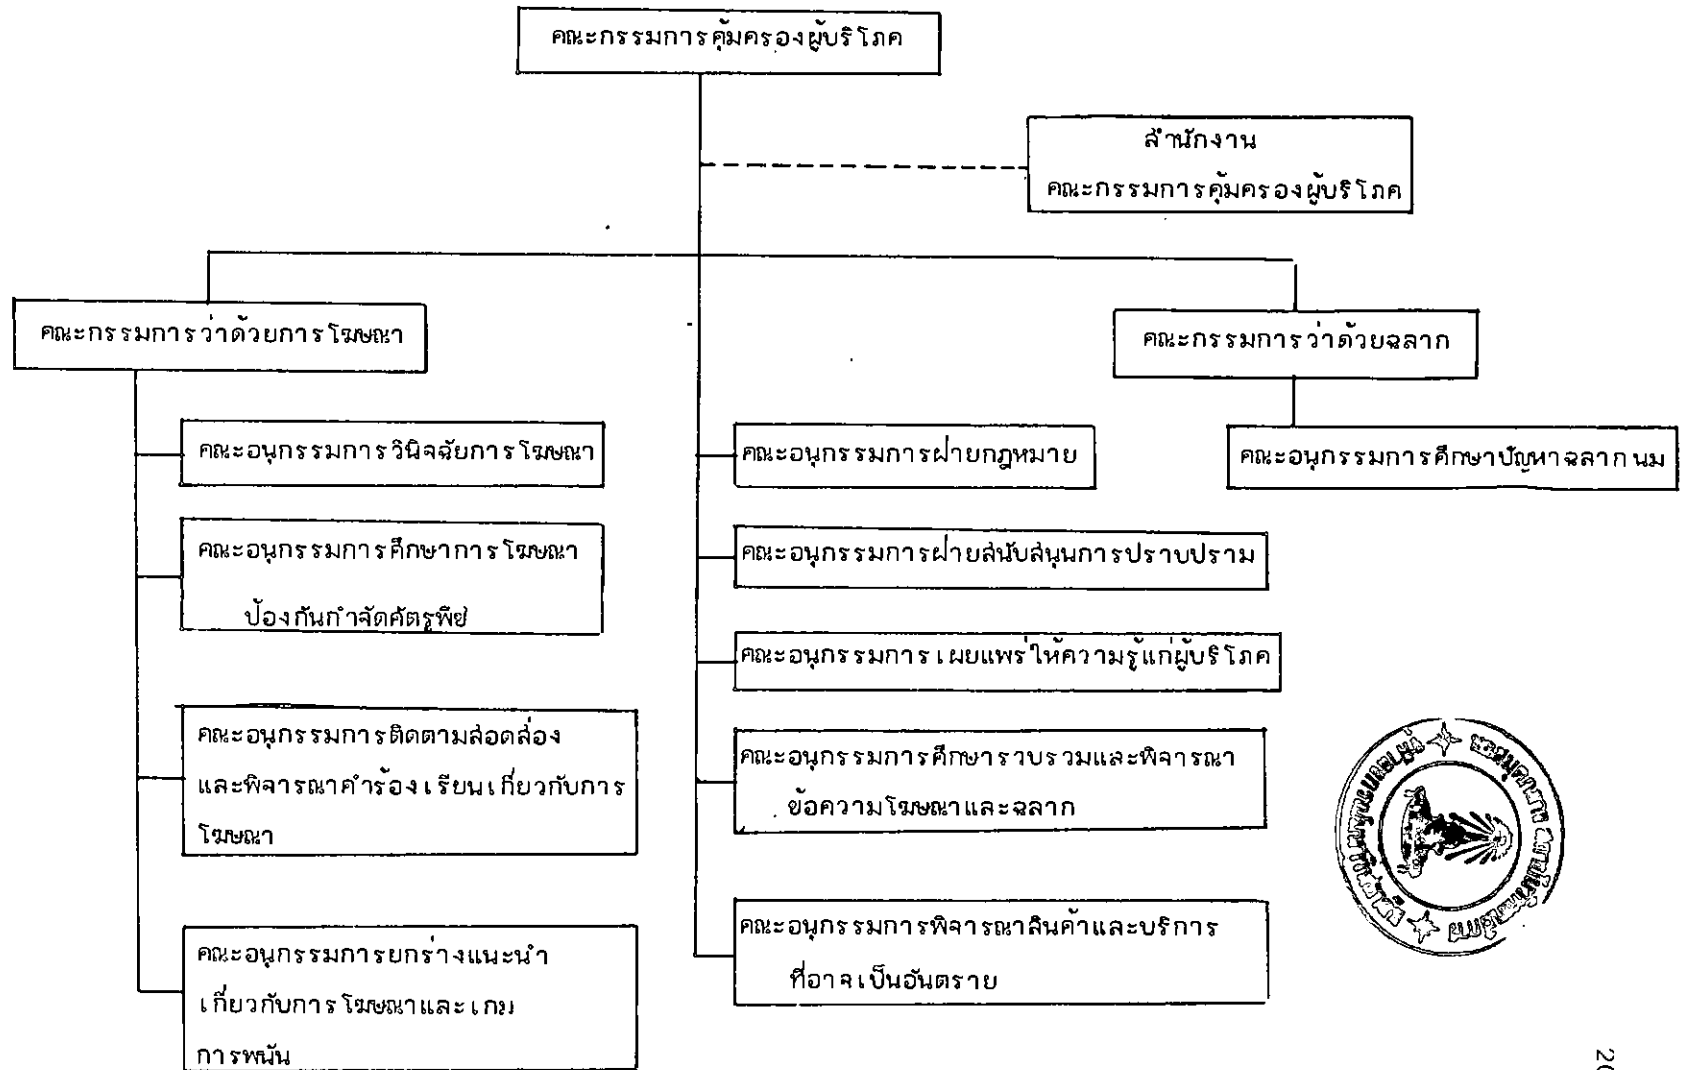 คณะกรรมการคุ้มครองผู้บริโภค
สำนักงาน
คณะกรรมการคุ้มครองผู้บริโภค
คณะกรรมการว่าด้วยการโฆษณา
คณะกรรมการว่าด้วยฉลาก
คณะอนุกรรมการวินิจฉัยการโฆษณา
คณะอนุกรรมการศึกษาการโฆษณา
ป้องกันกำจัดศัตรูพืช
คณะอนุกรรมการติดตามสอดส่อง
และพิจารณาคำร้องเรียนเกี่ยวกับการ
โฆษณา
คณะอนุกรรมการยกร่างแนะนำ
เกี่ยวกับการโฆษณาและเกม
การพนัน
คณะอนุกรรมการฝ่ายกฎหมาย
คณะอนุกรรมการฝ่ายสนับสนุนการปราบปราม
คณะอนุกรรมการเผยแพร่ให้ความรู้แก่ผู้บริโภค
คณะอนุกรรมการศึกษารวบรวมและพิจารณา
ข้อความโฆษณาและฉลาก
คณะอนุกรรมการพิจารณาสินค้าและบริการ
ที่อาจเป็นอันตราย
คณะอนุกรรมการศึกษาปัญหาฉลากนม